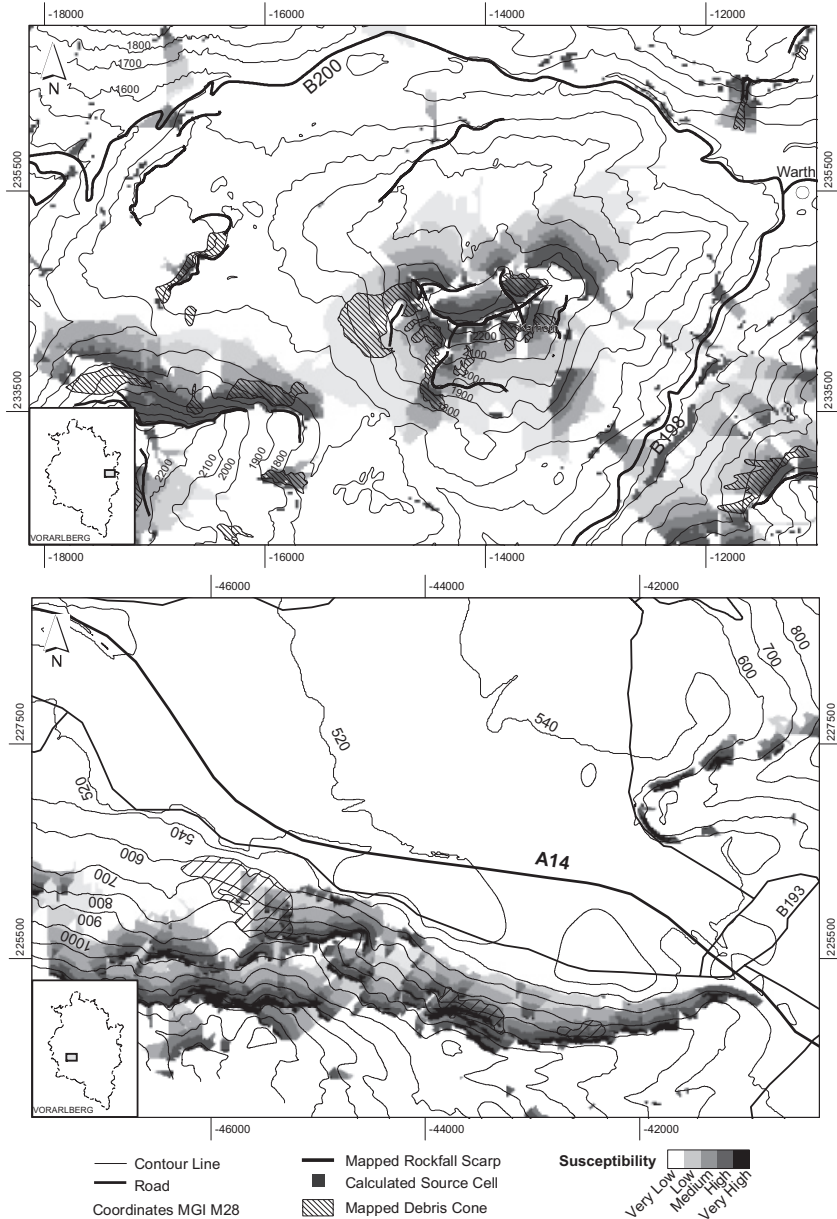 -18000 -16000 -14000 -12000
1800
1700
1600
N
B200
235500
235500
Warth
2200
2100
2000
1900
1800
233500
233500
B198
2200
2100
2000
1900
1800
VORARLBERG
-18000 -16000 -14000 -12000
-46000 -44000 -42000
N
800
700
600
540
520
227500
227500
520
540
600
700
800
900
1000
A14
B193
225500
225500
VORARLBERG
-46000 -44000 -42000
Contour Line
Road
Coordinates MGI M28
Mapped Rockfall Scarp
Calculated Source Cell
Mapped Debris Cone
Susceptibility
Very Low
Low
Medium
High
Very High